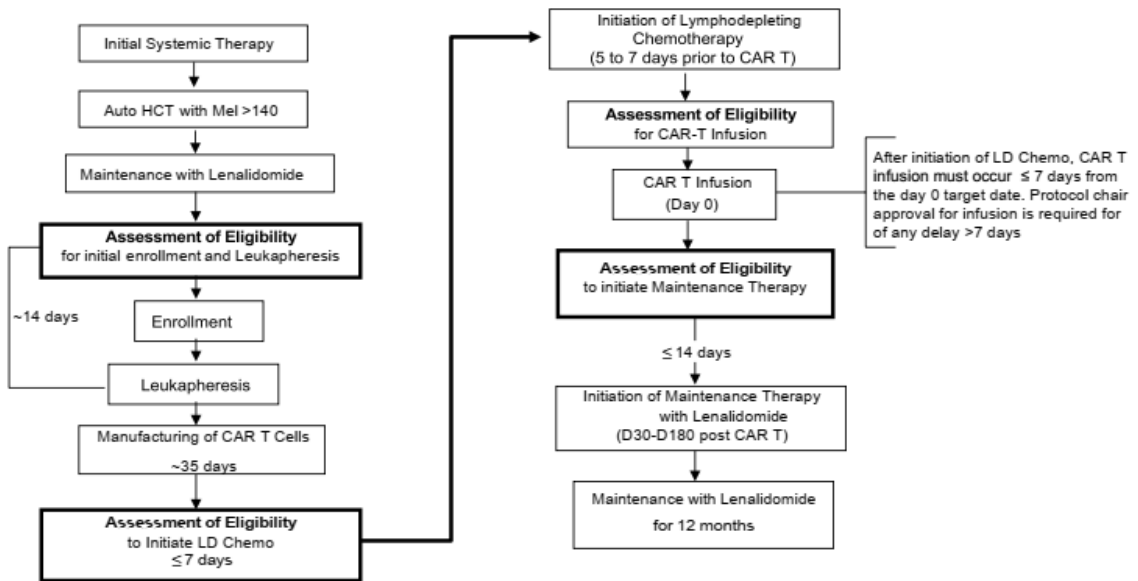 Initial Systemic Therapy
Auto HCT with Mel >140
Maintenance with Lenalidomide
Assessment of Eligibility
for initial enrollment and Leukapheresis
~14 days
Enrollment
Leukapheresis
Manufacturing of CAR T Cells
~35 days
Assessment of Eligibility
to Initiate LD Chemo
≤ 7 days
Initiation of Lymphodepleting
Chemotherapy
(5 to 7 days prior to CAR T)
Assessment of Eligibility
for CAR-T Infusion
CAR T Infusion
(Day 0)
After initiation of LD Chemo, CAR T
infusion must occur ≤ 7 days from
the day 0 target date. Protocol chair
approval for infusion is required for
of any delay >7 days
Assessment of Eligibility
to initiate Maintenance Therapy
≤ 14 days
Initiation of Maintenance Therapy
with Lenalidomide
(D30-D180 post CAR T)
Maintenance with Lenalidomide
for 12 months